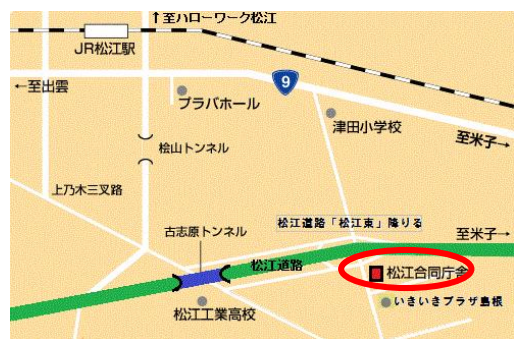 ↑至ハローワーク松江
JR松江駅
←至出雲
9
プラバホール
津田小学校
至米子→
桧山トンネル
上乃木三叉路
松江道路「松江東」降りる
古志原トンネル
至米子→
松江道路
松江合同庁舎
松江工業高校
いきいきプラザ島根